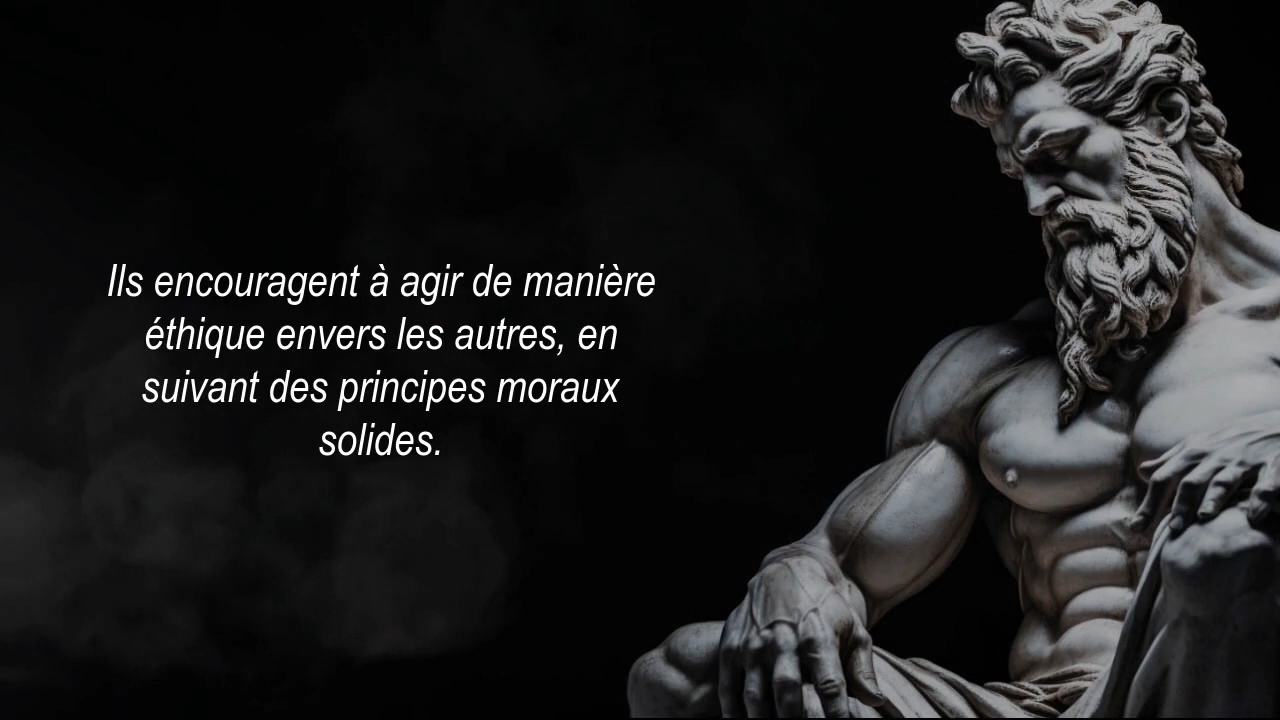 Ils encouragent à agir de manière
éthique envers les autres, en
suivant des principes moraux
solides.